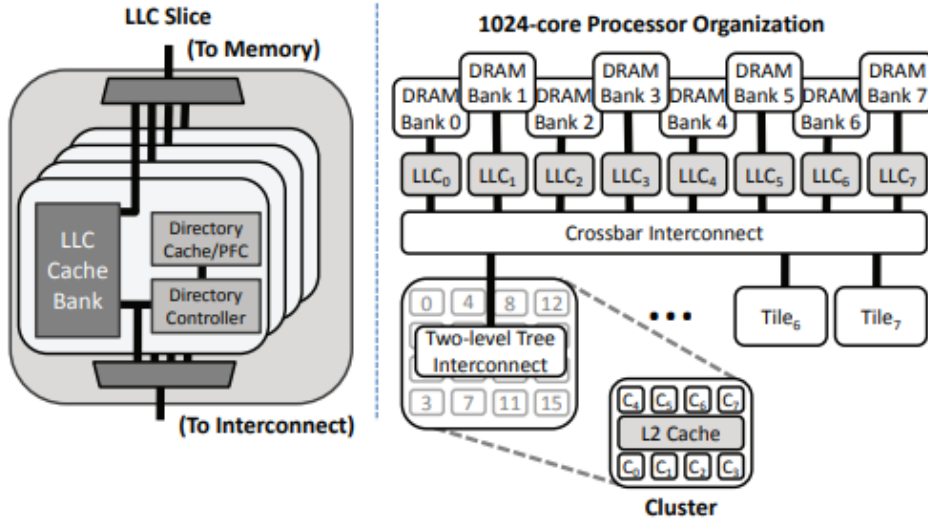 LLC Slice
(To Memory)
LLC
Cache
Bank
Directory
Cache/PFC
Directory
Controller
(To Interconnect)
1024-core Processor Organization
DRAM
Bank 0
DRAM
Bank 1
DRAM
Bank 2
DRAM
Bank 3
DRAM
Bank 4
DRAM
Bank 5
DRAM
Bank 6
DRAM
Bank 7
LLC₀ LLC₁ LLC₂ LLC₃ LLC₄ LLC₅ LLC₆ LLC₇
Crossbar Interconnect
0 4 8 12
Two-level Tree
Interconnect
3 7 11 15
•••
Tile₆ Tile₇
C₄ C₅ C₆ C₇
L2 Cache
C₀ C₁ C₂ C₃
Cluster